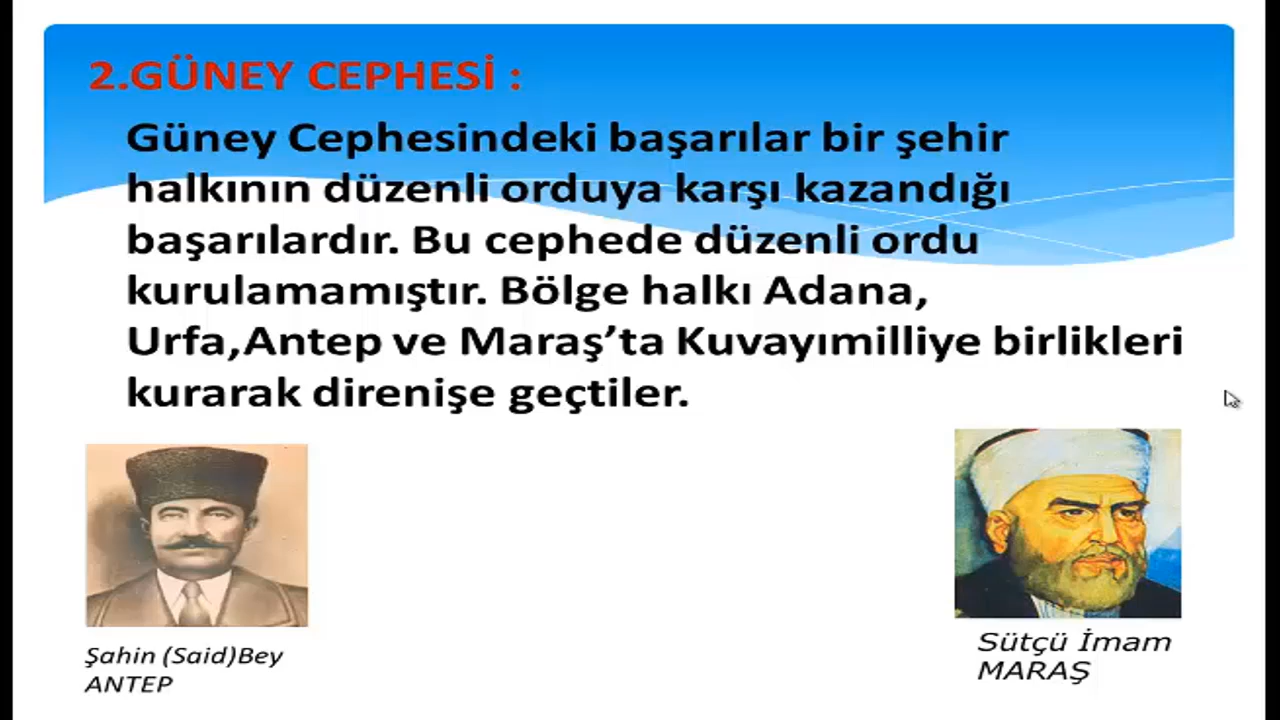 2.GÜNEY CEPHESİ :
Güney Cephesindeki başarılar bir şehir
halkının düzenli orduya karşı kazandığı
başarılardır. Bu cephede düzenli ordu
kurulamamıştır. Bölge halkı Adana,
Urfa,Antep ve Maraş’ta Kuvayımilliye birlikleri
kurarak direnişe geçtiler.
Şahin (Said)Bey
ANTEP
Sütçü İmam
MARAŞ